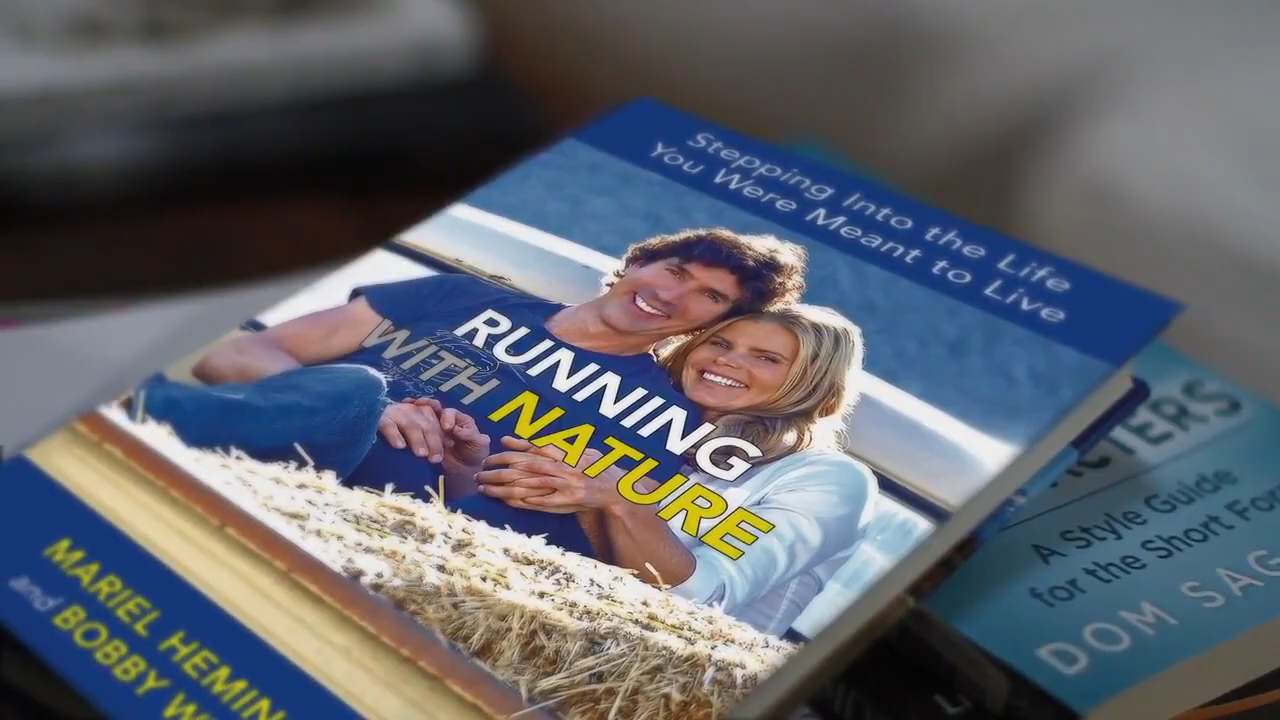 Stepping Into the Life
You Were Meant to Live
RUNNING
WITH NATURE
MARIEL HEMIN
and BOBBY W
A Style Guide
for the Short For
DOM SAG